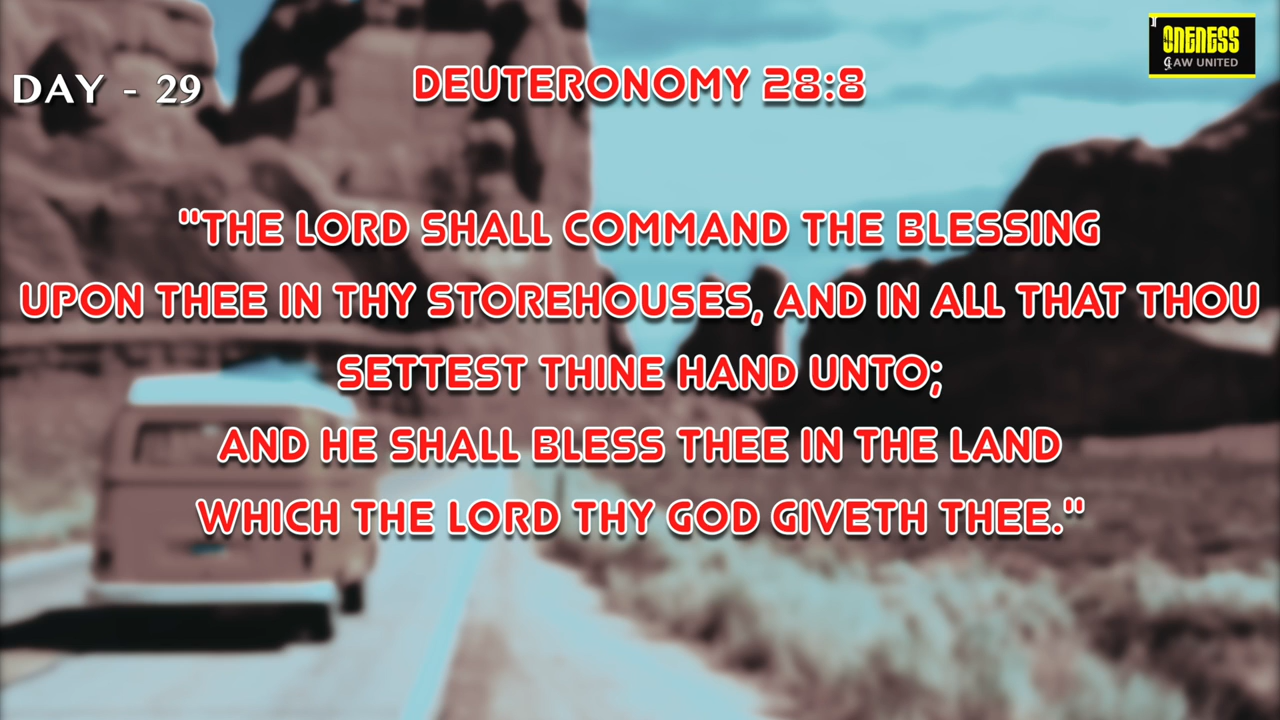 DAY - 29
DEUTERONOMY 28:8
ONENESS
GAW UNITED
"THE LORD SHALL COMMAND THE BLESSING
UPON THEE IN THY STOREHOUSES, AND IN ALL THAT THOU
SETTEST THINE HAND UNTO;
AND HE SHALL BLESS THEE IN THE LAND
WHICH THE LORD THY GOD GIVETH THEE."